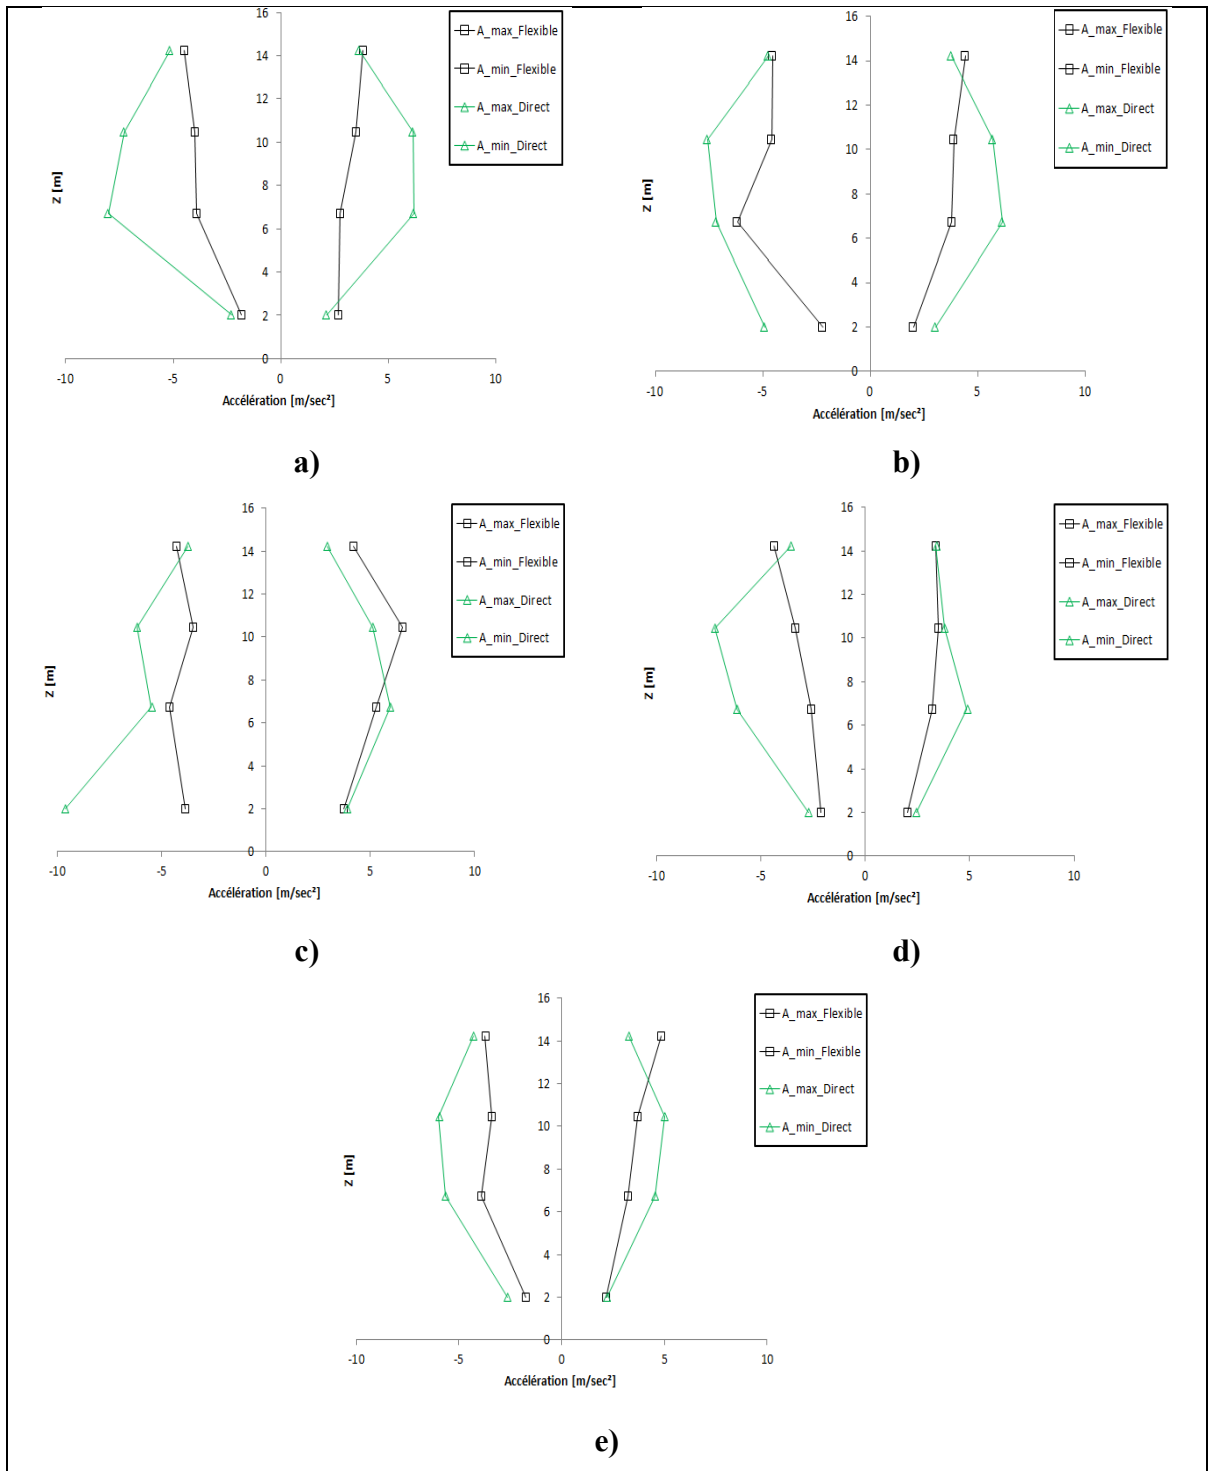 16
14
12
10
8
6
4
2
0
Z [m]
-10 -5 0 5 10
Accélération [m/sec²]
A_max_Flexible
A_min_Flexible
A_max_Direct
A_min_Direct
a)
16
14
12
10
8
6
4
2
0
Z [m]
-10 -5 0 5 10
Accélération [m/sec²]
A_max_Flexible
A_min_Flexible
A_max_Direct
A_min_Direct
b)
16
14
12
10
8
6
4
2
0
Z [m]
-10 -5 0 5 10
Accélération [m/sec²]
A_max_Flexible
A_min_Flexible
A_max_Direct
A_min_Direct
c)
16
14
12
10
8
6
4
2
0
Z [m]
-10 -5 0 5 10
Accélération [m/sec²]
A_max_Flexible
A_min_Flexible
A_max_Direct
A_min_Direct
d)
16
14
12
10
8
6
4
2
0
Z [m]
-10 -5 0 5 10
Accélération [m/sec²]
A_max_Flexible
A_min_Flexible
A_max_Direct
A_min_Direct
e)